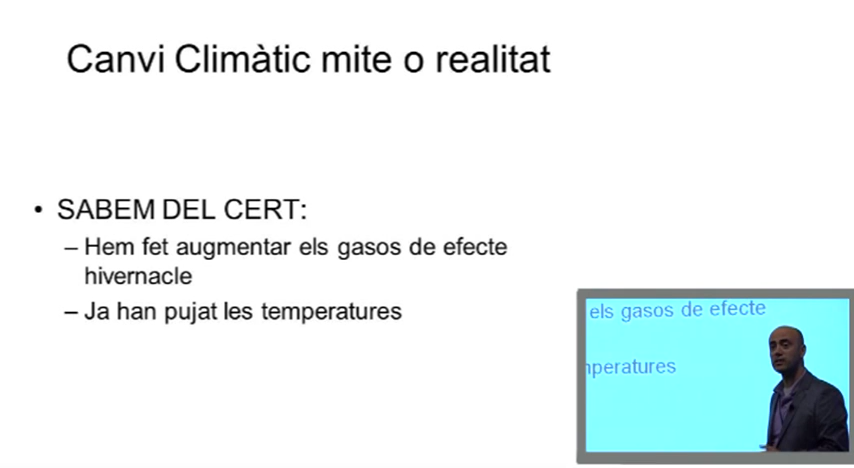 Canvi Climàtic mite o realitat
• SABEM DEL CERT:
– Hem fet augmentar els gasos de efecte
hivernacle
– Ja han pujat les temperatures
els gasos de efecte
mperatures